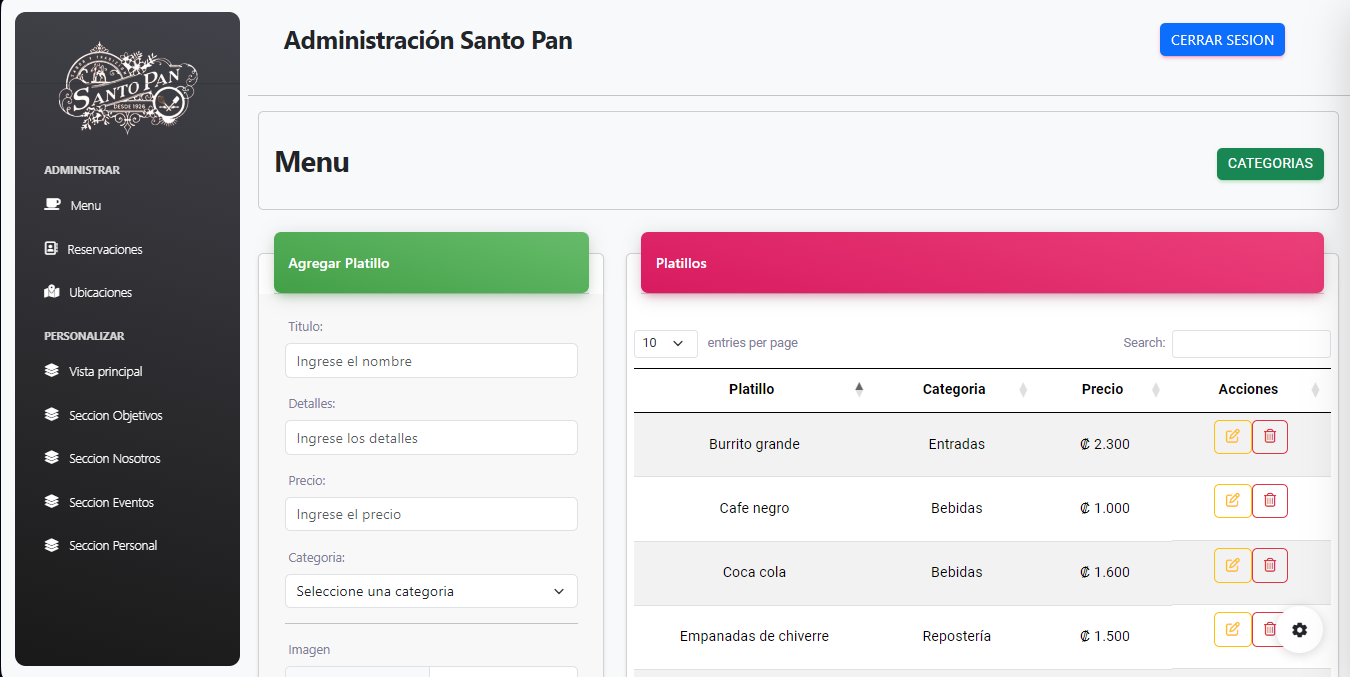 SANTO PAN
DESDE 1926
ADMINISTRAR
Menu
Reservaciones
Ubicaciones
PERSONALIZAR
Vista principal
Seccion Objetivos
Seccion Nosotros
Seccion Eventos
Seccion Personal
Administración Santo Pan
CERRAR SESION
Menu
CATEGORIAS
Agregar Platillo
Titulo:
Ingrese el nombre
Detalles:
Ingrese los detalles
Precio:
Ingrese el precio
Categoria:
Seleccione una categoria
Imagen
Platillos
10 entries per page Search:
Platillo Categoria Precio Acciones
Burrito grande Entradas ₡ 2.300
Cafe negro Bebidas ₡ 1.000
Coca cola Bebidas ₡ 1.600
Empanadas de chiverre Repostería ₡ 1.500